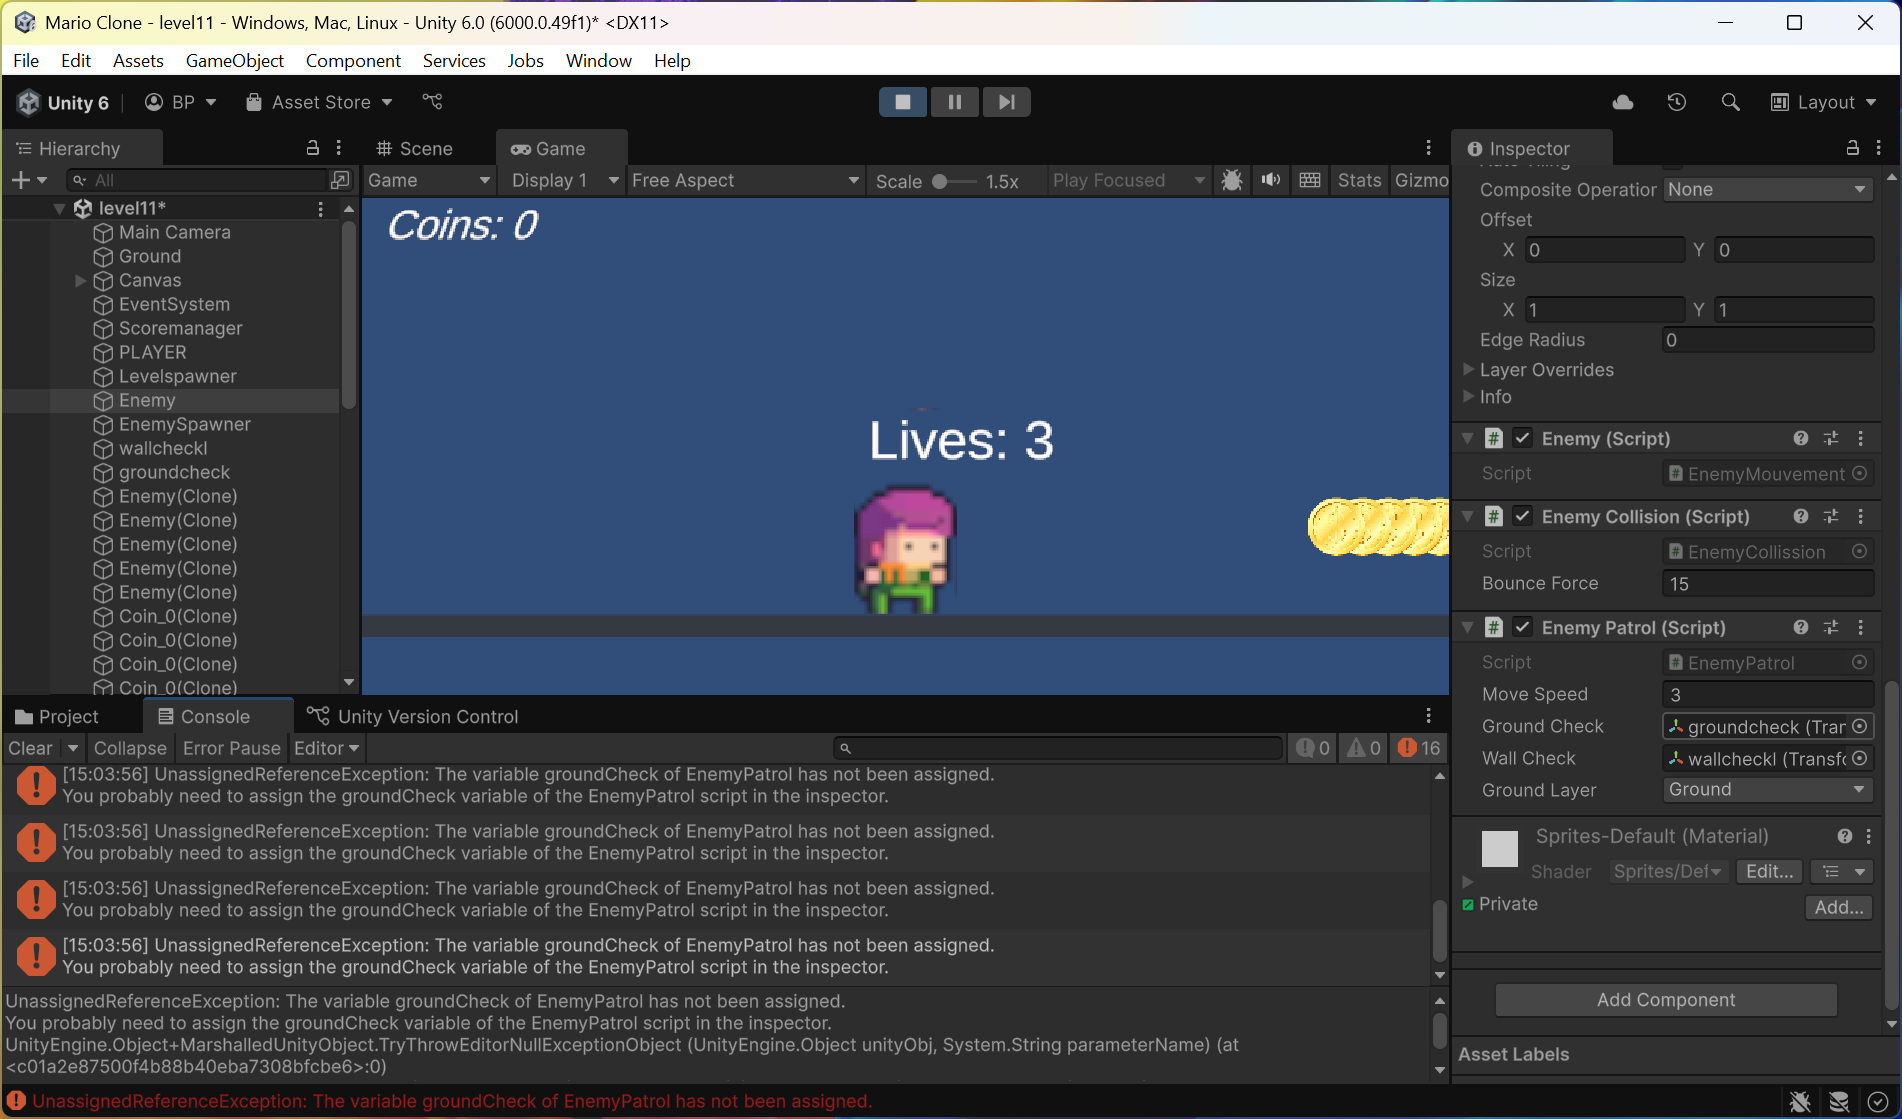 Mario Clone - level11 - Windows, Mac, Linux - Unity 6.0 (6000.0.49f1)* <DX11>
File Edit Assets GameObject Component Services Jobs Window Help
Unity 6 BP Asset Store Layout
Hierarchy
All
level11*
Main Camera
Ground
Canvas
EventSystem
Scoremanager
PLAYER
Levelspawner
Enemy
EnemySpawner
wallcheckl
groundcheck
Enemy(Clone)
Enemy(Clone)
Enemy(Clone)
Enemy(Clone)
Enemy(Clone)
Coin_0(Clone)
Coin_0(Clone)
Coin_0(Clone)
Coin_0(Clone)
Scene Game
Game Display 1 Free Aspect Scale 1.5x Play Focused Stats Gizmo
Coins: 0
Lives: 3
Project Console Unity Version Control
Clear Collapse Error Pause Editor 0 0 16
[15:03:56] UnassignedReferenceException: The variable groundCheck of EnemyPatrol has not been assigned.
You probably need to assign the groundCheck variable of the EnemyPatrol script in the inspector.
[15:03:56] UnassignedReferenceException: The variable groundCheck of EnemyPatrol has not been assigned.
You probably need to assign the groundCheck variable of the EnemyPatrol script in the inspector.
[15:03:56] UnassignedReferenceException: The variable groundCheck of EnemyPatrol has not been assigned.
You probably need to assign the groundCheck variable of the EnemyPatrol script in the inspector.
[15:03:56] UnassignedReferenceException: The variable groundCheck of EnemyPatrol has not been assigned.
You probably need to assign the groundCheck variable of the EnemyPatrol script in the inspector.
UnassignedReferenceException: The variable groundCheck of EnemyPatrol has not been assigned.
You probably need to assign the groundCheck variable of the EnemyPatrol script in the inspector.
UnityEngine.Object+MarshalledUnityObject.TryThrowEditorNullExceptionObject (UnityEngine.Object unityObj, System.String parameterName) (at
<c01a2e87500f4b88b40eba7308bfcbe6>:0)
UnassignedReferenceException: The variable groundCheck of EnemyPatrol has not been assigned.
Inspector
Composite Operation None
Offset
X 0 Y 0
Size
X 1 Y 1
Edge Radius 0
Layer Overrides
Info
Enemy (Script)
Script EnemyMouvement
Enemy Collision (Script)
Script EnemyCollission
Bounce Force 15
Enemy Patrol (Script)
Script EnemyPatrol
Move Speed 3
Ground Check groundcheck (Trar
Wall Check wallcheckl (Transfo
Ground Layer Ground
Sprites-Default (Material)
Shader Sprites/Def Edit...
Private
Add...
Add Component
Asset Labels